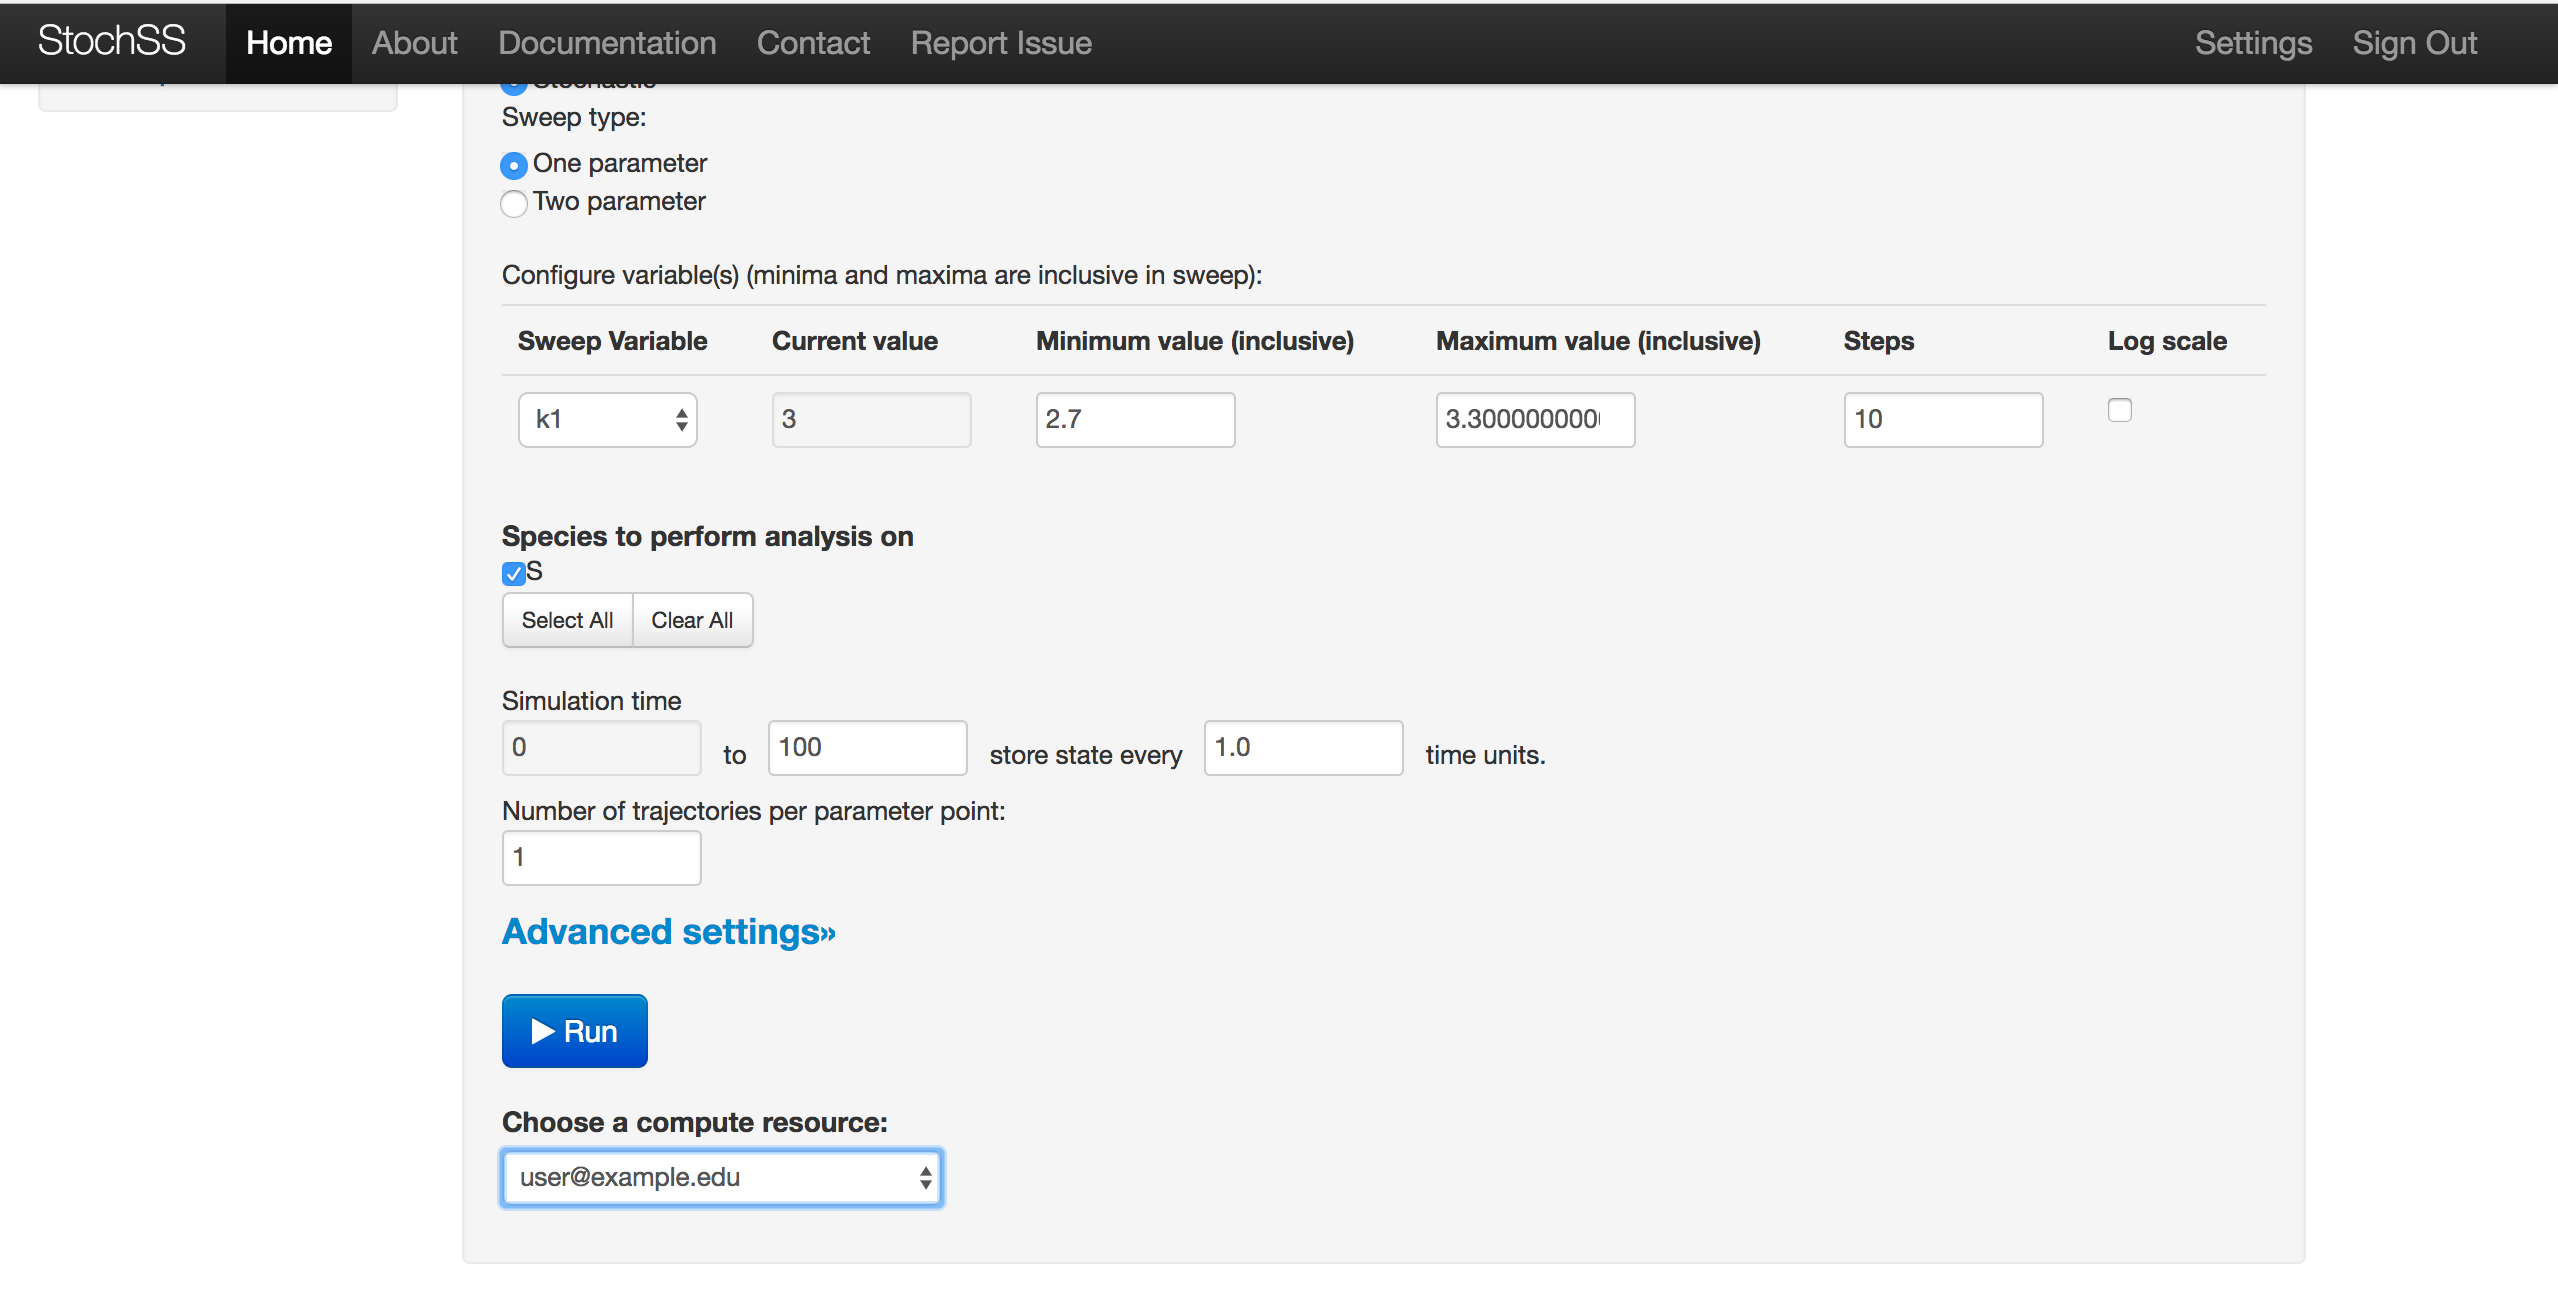 StochSS Home About Documentation Contact Report Issue Settings Sign Out
Stochastic
Sweep type:
One parameter
Two parameter
Configure variable(s) (minima and maxima are inclusive in sweep):
Sweep Variable Current value Minimum value (inclusive) Maximum value (inclusive) Steps Log scale
k1 3 2.7 3.300000000 10
Species to perform analysis on
S
Select All Clear All
Simulation time
0 to 100 store state every 1.0 time units.
Number of trajectories per parameter point:
1
Advanced settings»
Run
Choose a compute resource:
user@example.edu